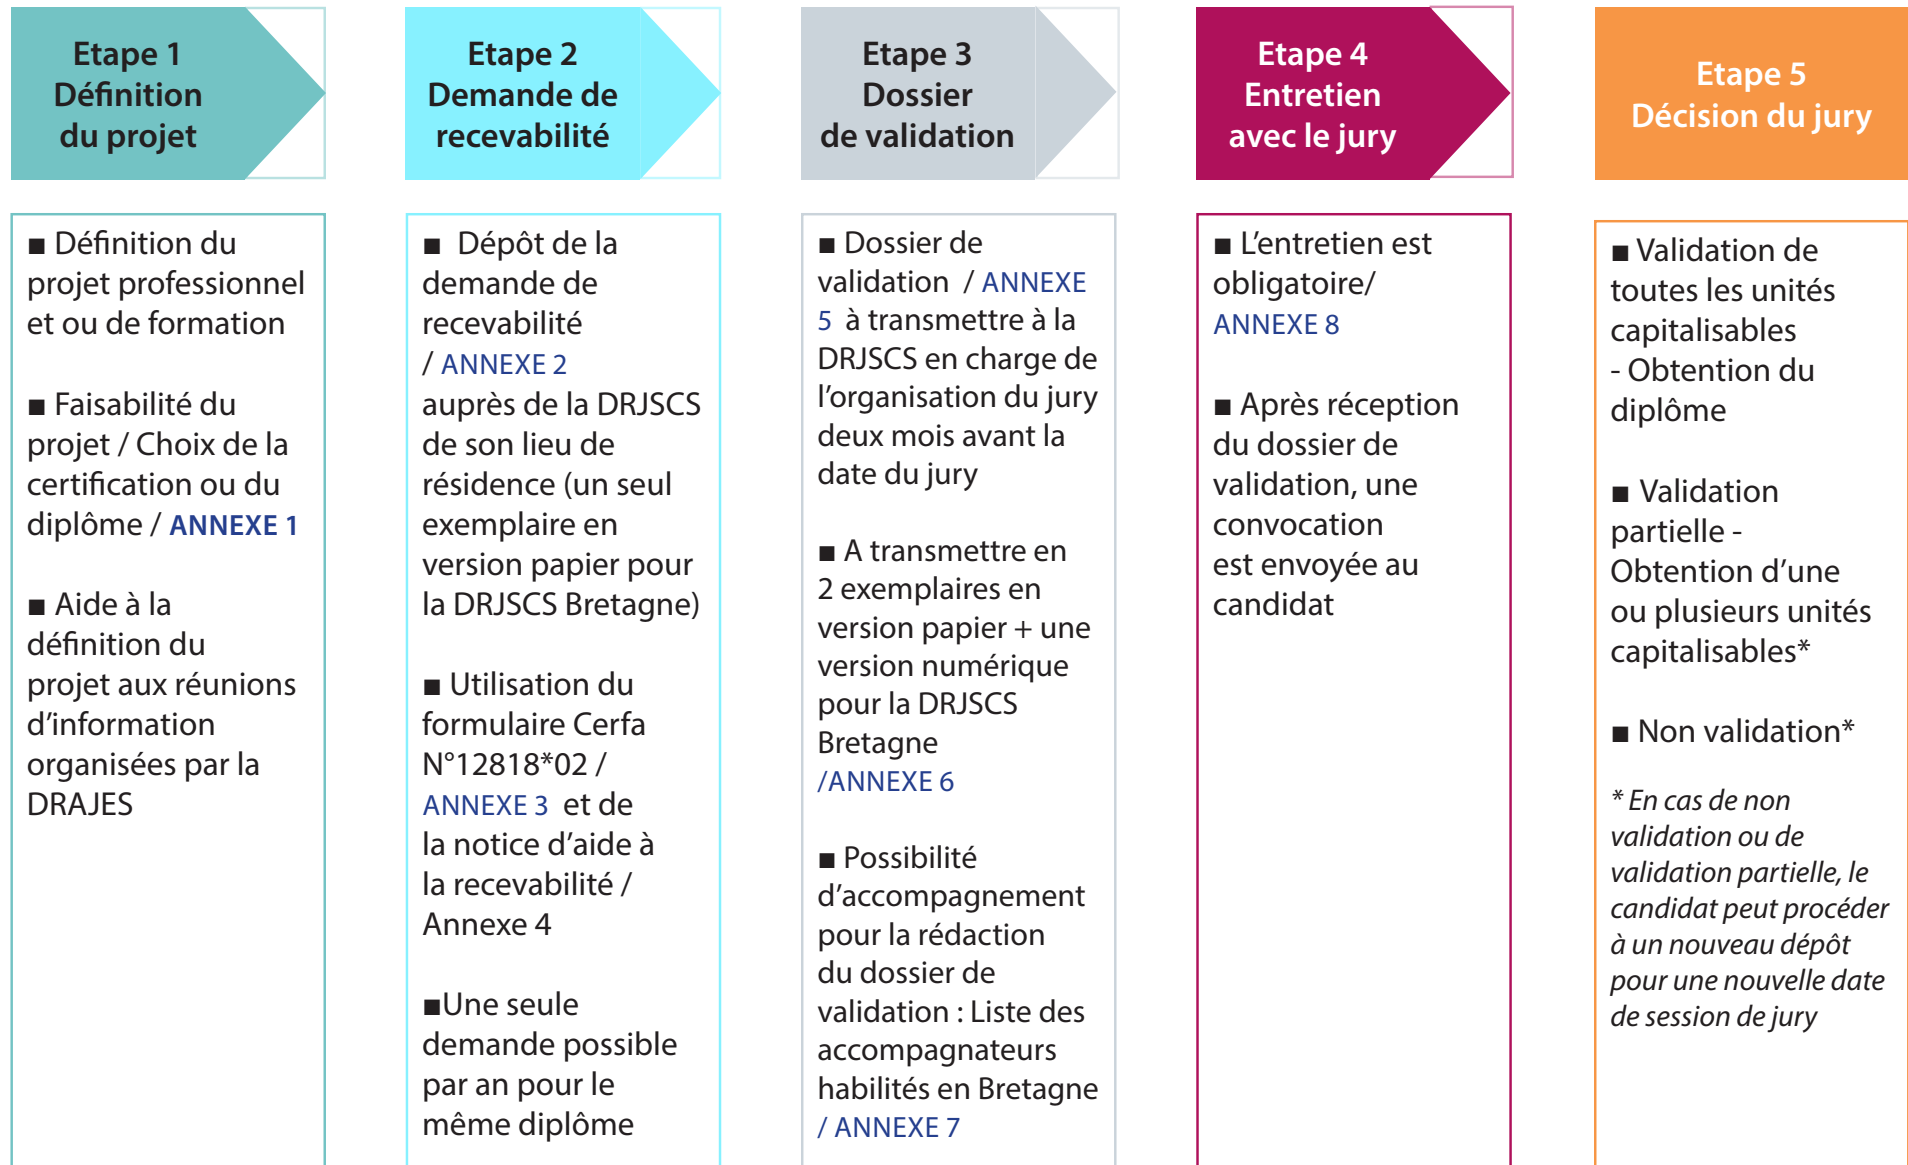 Etape 1
Définition
du projet
■ Définition du
projet professionnel
et ou de formation
■ Faisabilité du
projet / Choix de la
certification ou du
diplôme / ANNEXE 1
■ Aide à la
définition du
projet aux réunions
d'information
organisées par la
DRAJES
Etape 2
Demande de
recevabilité
■ Dépôt de la
demande de
recevabilité
/ ANNEXE 2
auprès de la DRJSCS
de son lieu de
résidence (un seul
exemplaire en
version papier pour
la DRJSCS Bretagne)
■ Utilisation du
formulaire Cerfa
N°12818*02 /
ANNEXE 3 et de
la notice d'aide à
la recevabilité /
Annexe 4
■Une seule
demande possible
par an pour le
même diplôme
Etape 3
Dossier
de validation
■ Dossier de
validation / ANNEXE
5 à transmettre à la
DRJSCS en charge de
l'organisation du jury
deux mois avant la
date du jury
■ A transmettre en
2 exemplaires en
version papier + une
version numérique
pour la DRJSCS
Bretagne
/ANNEXE 6
■ Possibilité
d'accompagnement
pour la rédaction
du dossier de
validation : Liste des
accompagnateurs
habilités en Bretagne
/ ANNEXE 7
Etape 4
Entretien
avec le jury
■ L'entretien est
obligatoire/
ANNEXE 8
■ Après réception
du dossier de
validation, une
convocation
est envoyée au
candidat
Etape 5
Décision du jury
■ Validation de
toutes les unités
capitalisables
- Obtention du
diplôme
■ Validation
partielle -
Obtention d'une
ou plusieurs unités
capitalisables*
■ Non validation*
* En cas de non
validation ou de
validation partielle, le
candidat peut procéder
à un nouveau dépôt
pour une nouvelle date
de session de jury